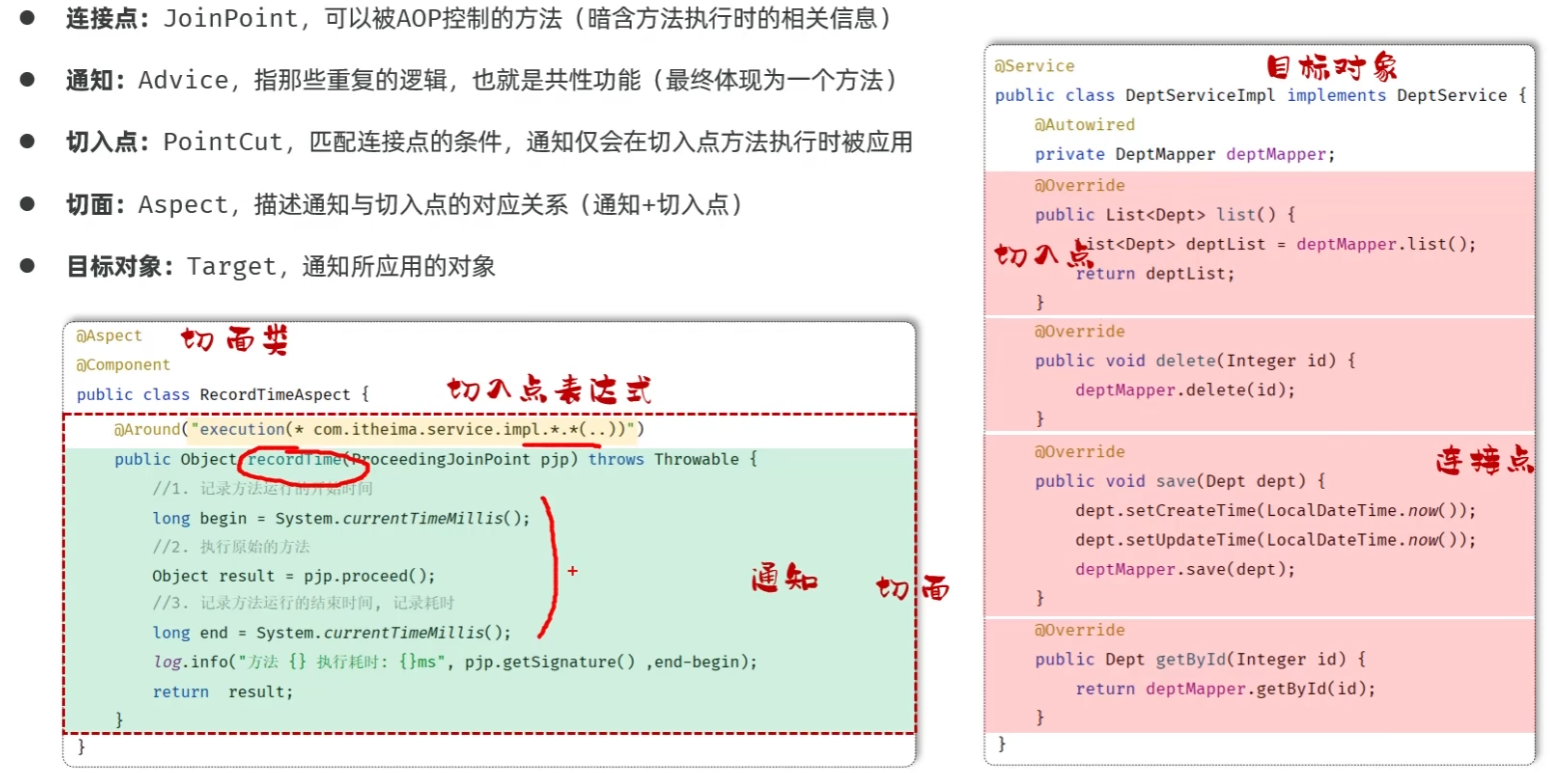 ● 连接点：JoinPoint，可以被AOP控制的方法（暗含方法执行时的相关信息）
● 通知：Advice，指那些重复的逻辑，也就是共性功能（最终体现为一个方法）
● 切入点：PointCut，匹配连接点的条件，通知仅会在切入点方法执行时被应用
● 切面：Aspect，描述通知与切入点的对应关系（通知+切入点）
● 目标对象：Target，通知所应用的对象
@Aspect
切面类
@Component
public class RecordTimeAspect {
切入点表达式
@Around("execution(* com.itheima.service.impl.*.*(..))")
public Object recordTime(ProceedingJoinPoint pjp) throws Throwable {
//1. 记录方法运行的开始时间
long begin = System.currentTimeMillis();
//2. 执行原始的方法
Object result = pjp.proceed();
+
通知
切面
//3. 记录方法运行的结束时间, 记录耗时
long end = System.currentTimeMillis();
log.info("方法 {} 执行耗时: {}ms", pjp.getSignature() ,end-begin);
return result;
}
}
@Service
目标对象
public class DeptServiceImpl implements DeptService {
@Autowired
private DeptMapper deptMapper;
@Override
public List<Dept> list() {
切入点
List<Dept> deptList = deptMapper.list();
return deptList;
}
@Override
public void delete(Integer id) {
deptMapper.delete(id);
}
@Override
连接点
public void save(Dept dept) {
dept.setCreateTime(LocalDateTime.now());
dept.setUpdateTime(LocalDateTime.now());
deptMapper.save(dept);
}
@Override
public Dept getById(Integer id) {
return deptMapper.getById(id);
}
}